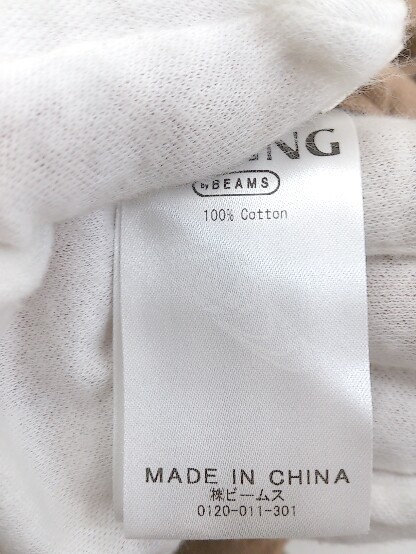 by BEAMS
100% Cotton
MADE IN CHINA
㈱ビームス
0120-011-301